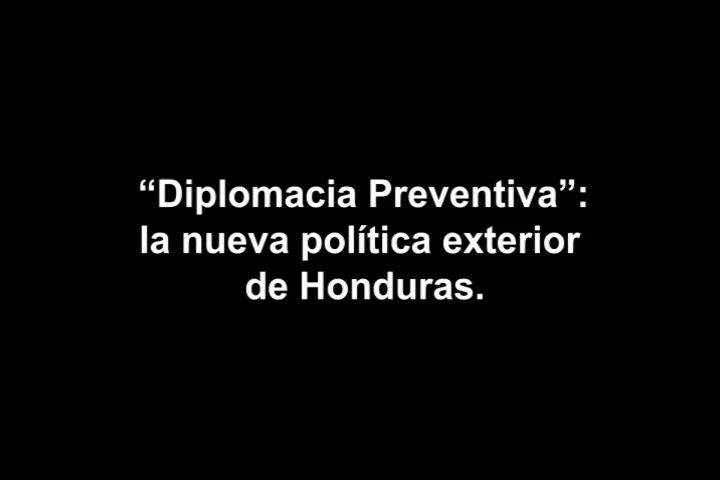 “Diplomacia Preventiva”:
la nueva política exterior
de Honduras.